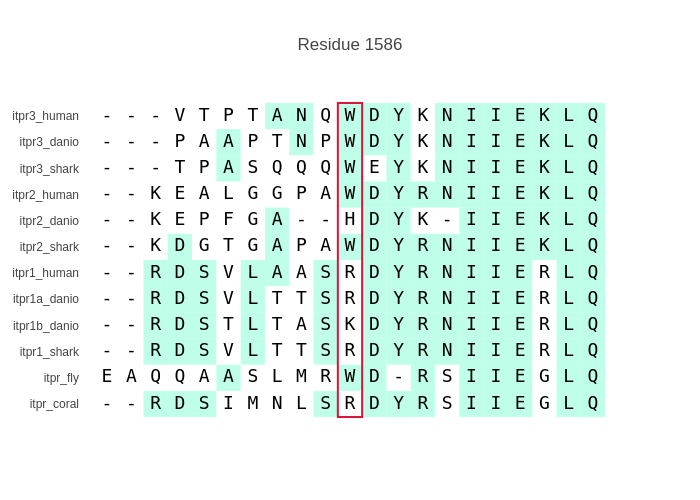 Residue 1586
itpr3_human - - - V T P T A N Q W D Y K N I I E K L Q
itpr3_danio - - - P A A P T N P W D Y K N I I E K L Q
itpr3_shark - - - T P A S Q Q Q W E Y K N I I E K L Q
itpr2_human - - K E A L G G P A W D Y R N I I E K L Q
itpr2_danio - - K E P F G A - - H D Y K - I I E K L Q
itpr2_shark - - K D G T G A P A W D Y R N I I E K L Q
itpr1_human - - R D S V L A A S R D Y R N I I E R L Q
itpr1a_danio - - R D S V L T T S R D Y R N I I E R L Q
itpr1b_danio - - R D S T L T A S K D Y R N I I E R L Q
itpr1_shark - - R D S V L T T S R D Y R N I I E R L Q
itpr_fly E A Q Q A A S L M R W D - R S I I E G L Q
itpr_coral - - R D S I M N L S R D Y R S I I E G L Q